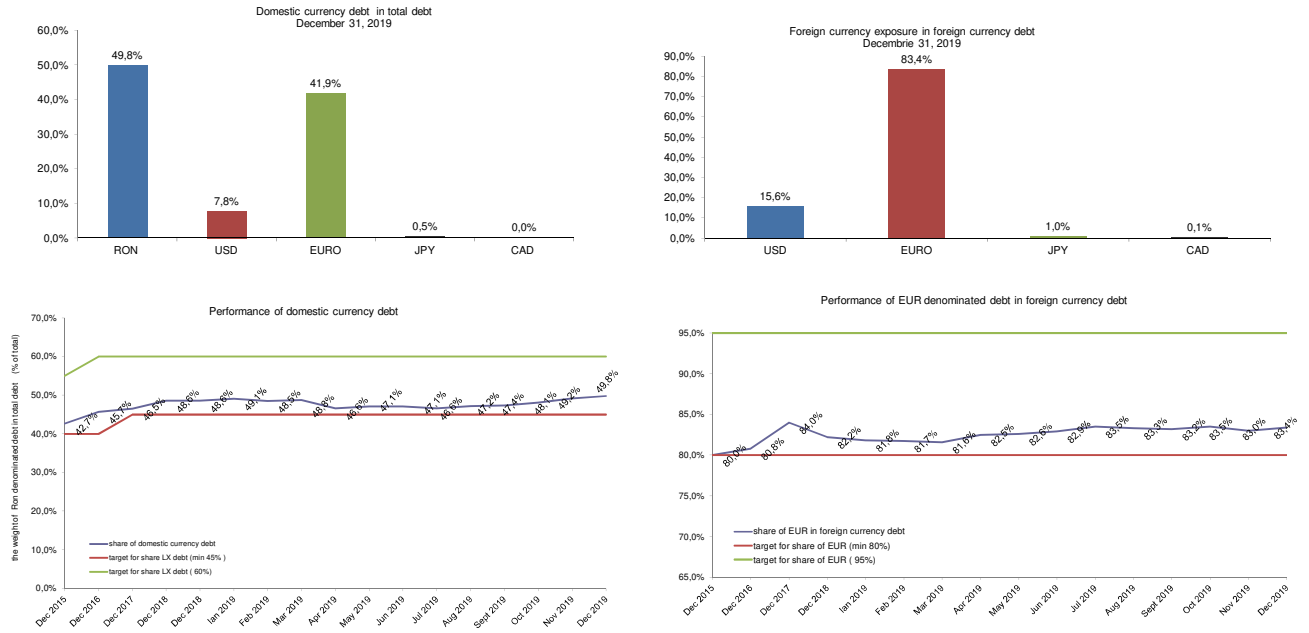 Domestic currency debt in total debt
December 31, 2019
60,0%
50,0%
40,0%
30,0%
20,0%
10,0%
0,0%
49,8%
7,8%
41,9%
0,5%
0,0%
RON
USD
EURO
JPY
CAD
Foreign currency exposure in foreign currency debt
Decembrie 31, 2019
90,0%
80,0%
70,0%
60,0%
50,0%
40,0%
30,0%
20,0%
10,0%
0,0%
15,6%
83,4%
1,0%
0,1%
USD
EURO
JPY
CAD
Performance of domestic currency debt
the weight of Ron denominated debt in total debt (% of total)
70,0%
60,0%
50,0%
40,0%
30,0%
20,0%
10,0%
0,0%
42,7%
45,7%
46,5%
48,6%
48,6%
49,1%
48,5%
48,8%
46,6%
47,1%
47,1%
46,6%
47,2%
47,4%
48,1%
49,2%
49,8%
share of domestic currency debt
target for share LX debt (min 45% )
target for share LX debt ( 60%)
Dec 2015
Dec 2016
Dec 2017
Dec 2018
Dec 2018
Ian 2019
Feb 2019
Mar 2019
Apr 2019
May 2019
Jun 2019
Jul 2019
Aug 2019
Sept 2019
Oct 2019
Nov 2019
Dec 2019
Performance of EUR denominated debt in foreign currency debt
95,0%
90,0%
85,0%
80,0%
75,0%
70,0%
65,0%
80,0%
80,8%
84,0%
82,2%
81,8%
81,7%
81,6%
82,5%
82,6%
82,9%
83,5%
83,3%
83,2%
83,5%
83,0%
83,4%
share of EUR in foreign currency debt
target for share of EUR (min 80%)
target for share of EUR ( 95%)
Dec 2015
Dec 2016
Dec 2017
Dec 2018
Ian 2019
Feb 2019
Mar 2019
Apr 2019
May 2019
Jun 2019
Jul 2019
Aug 2019
Sept 2019
Oct 2019
Nov 2019
Dec 2019